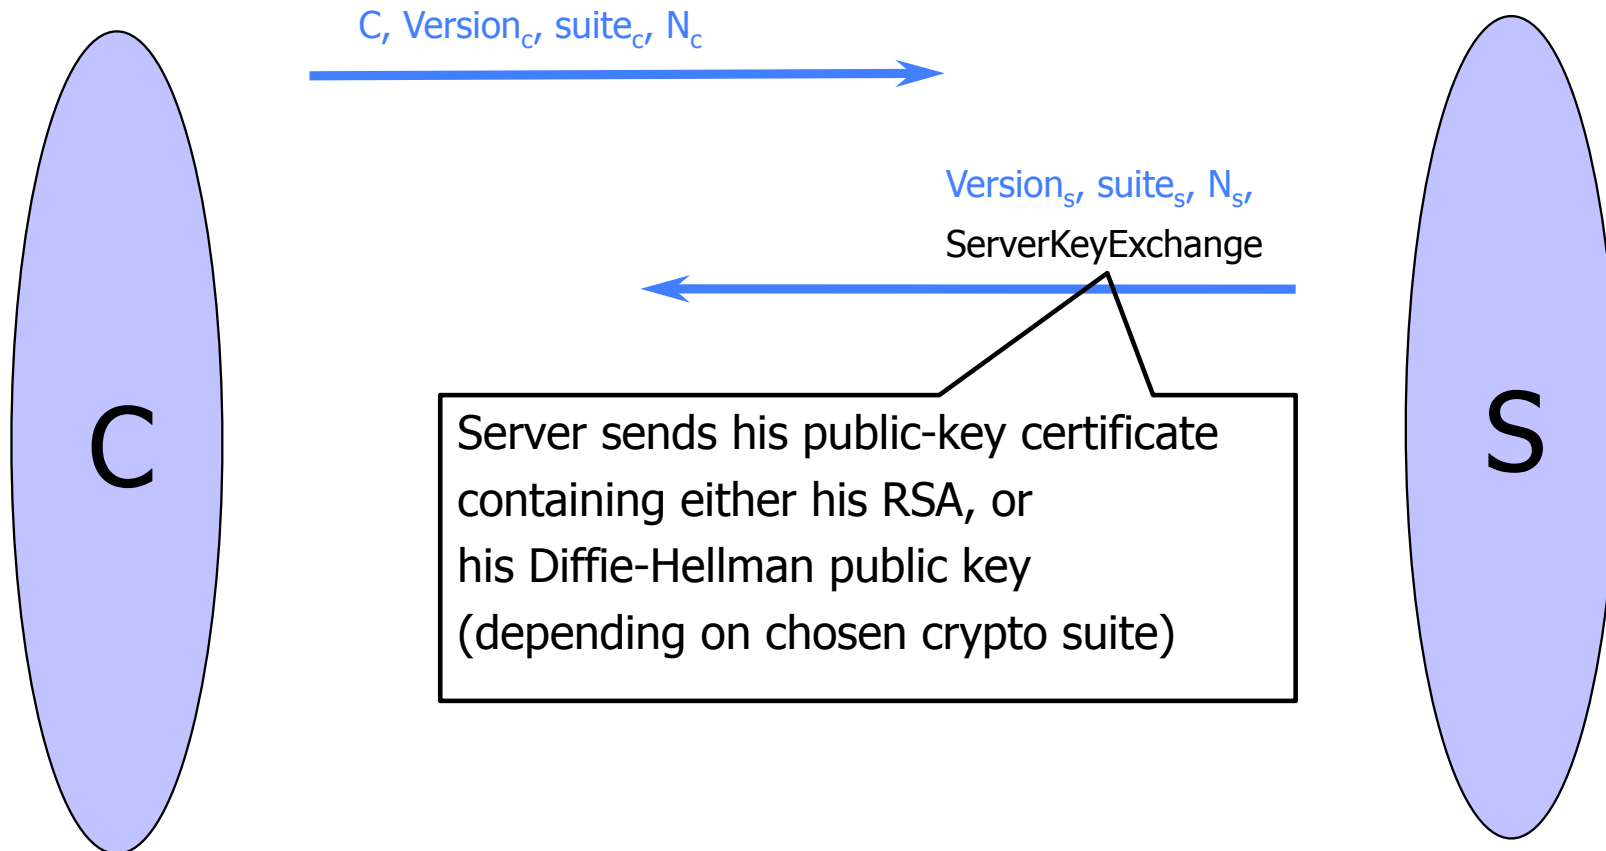 C, Version_c, suite_c, N_c
Version_s, suite_s, N_s,
ServerKeyExchange
C
S
Server sends his public-key certificate
containing either his RSA, or
his Diffie-Hellman public key
(depending on chosen crypto suite)